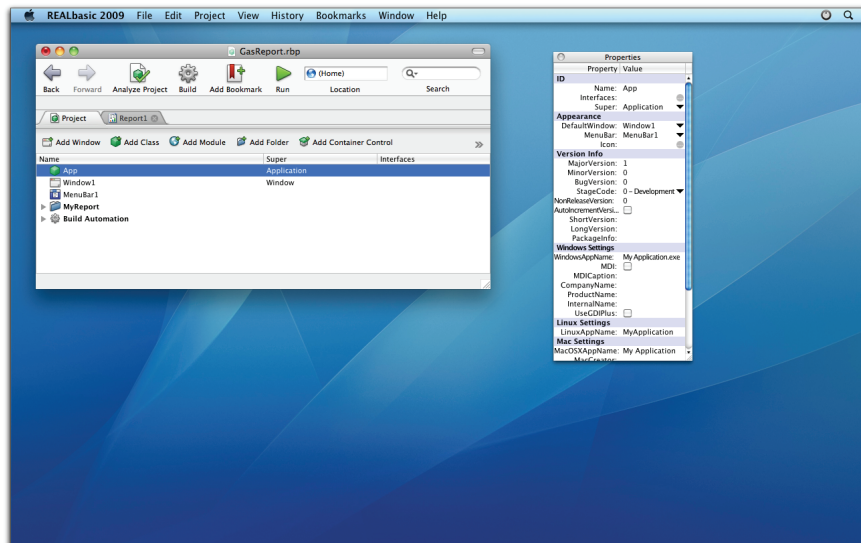 REALbasic 2009 File Edit Project View History Bookmarks Window Help
GasReport.rbp
(Home)
Back Forward Analyze Project Build Add Bookmark Run Location Search
Project Report1
Add Window Add Class Add Module Add Folder Add Container Control
Name Super Interfaces
App Application
Window1 Window
MenuBar1
MyReport
Build Automation
Properties
Property Value
ID
Name: App
Interfaces:
Super: Application
Appearance
DefaultWindow: Window1
MenuBar: MenuBar1
Icon:
Version Info
MajorVersion: 1
MinorVersion: 0
BugVersion: 0
StageCode: 0 - Development
NonReleaseVersion: 0
AutoIncrementVersi...
ShortVersion:
LongVersion:
PackageInfo:
Windows Settings
WindowsAppName: My Application.exe
MDI:
MDICaption:
CompanyName:
ProductName:
InternalName:
UseGDIPlus:
Linux Settings
LinuxAppName: MyApplication
Mac Settings
MacOSXAppName: My Application
MacCreator: